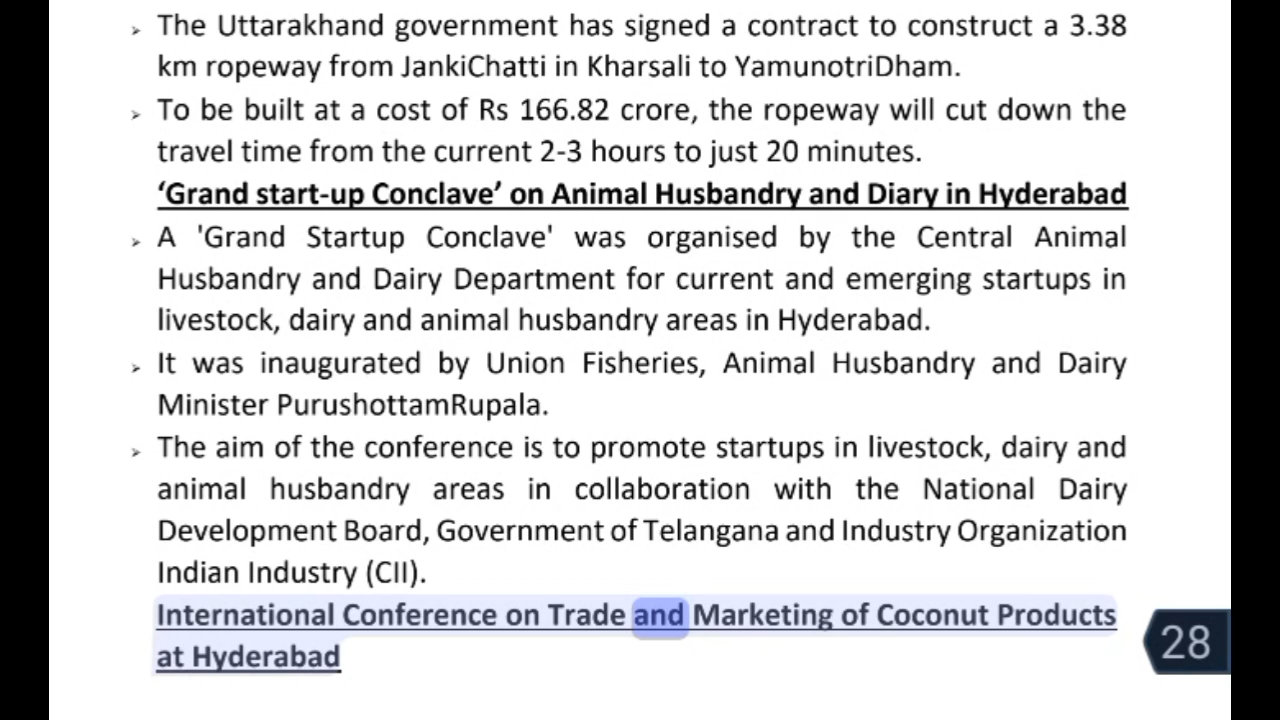 ➢ The Uttarakhand government has signed a contract to construct a 3.38
km ropeway from JankiChatti in Kharsali to YamunotriDham.
➢ To be built at a cost of Rs 166.82 crore, the ropeway will cut down the
travel time from the current 2-3 hours to just 20 minutes.
‘Grand start-up Conclave’ on Animal Husbandry and Diary in Hyderabad
➢ A 'Grand Startup Conclave' was organised by the Central Animal
Husbandry and Dairy Department for current and emerging startups in
livestock, dairy and animal husbandry areas in Hyderabad.
➢ It was inaugurated by Union Fisheries, Animal Husbandry and Dairy
Minister PurushottamRupala.
➢ The aim of the conference is to promote startups in livestock, dairy and
animal husbandry areas in collaboration with the National Dairy
Development Board, Government of Telangana and Industry Organization
Indian Industry (CII).
International Conference on Trade and Marketing of Coconut Products
at Hyderabad
28